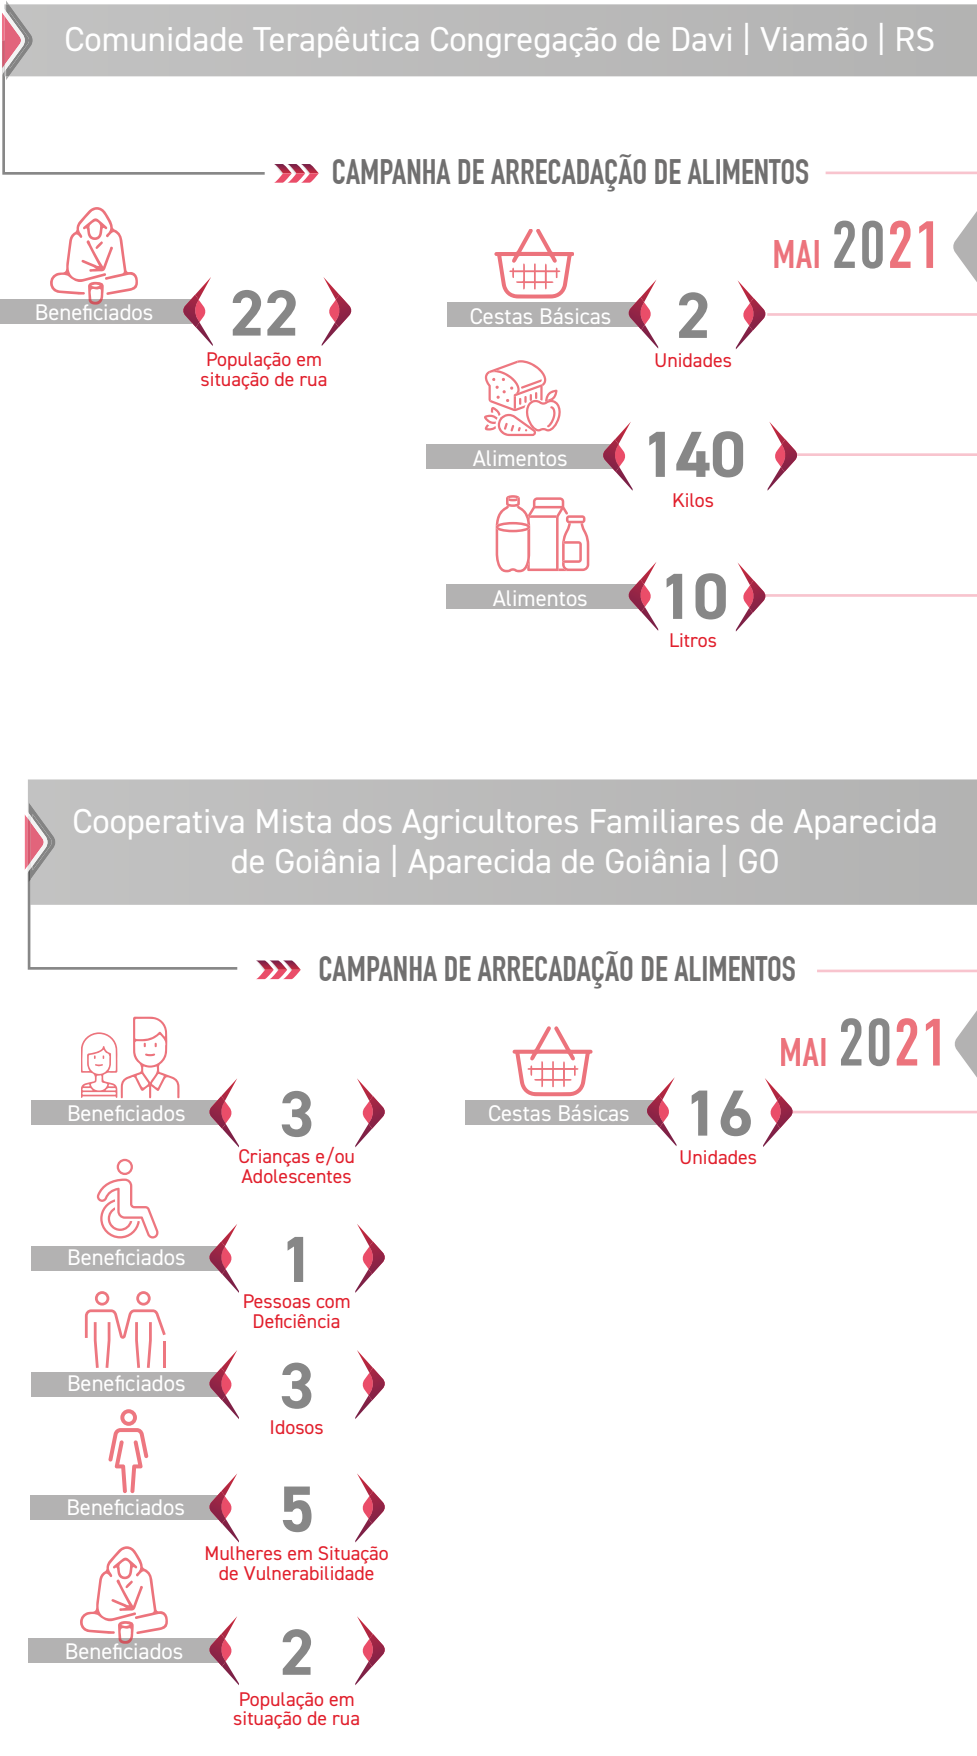 Comunidade Terapêutica Congregação de Davi | Viamão | RS
CAMPANHA DE ARRECADAÇÃO DE ALIMENTOS
MAI 2021
Beneficiados
22
População em
situação de rua
Cestas Básicas
2
Unidades
Alimentos
140
Kilos
Alimentos
10
Litros
Cooperativa Mista dos Agricultores Familiares de Aparecida
de Goiânia | Aparecida de Goiânia | GO
CAMPANHA DE ARRECADAÇÃO DE ALIMENTOS
MAI 2021
Beneficiados
3
Crianças e/ou
Adolescentes
Cestas Básicas
16
Unidades
Beneficiados
1
Pessoas com
Deficiência
Beneficiados
3
Idosos
Beneficiados
5
Mulheres em Situação
de Vulnerabilidade
Beneficiados
2
População em
situação de rua